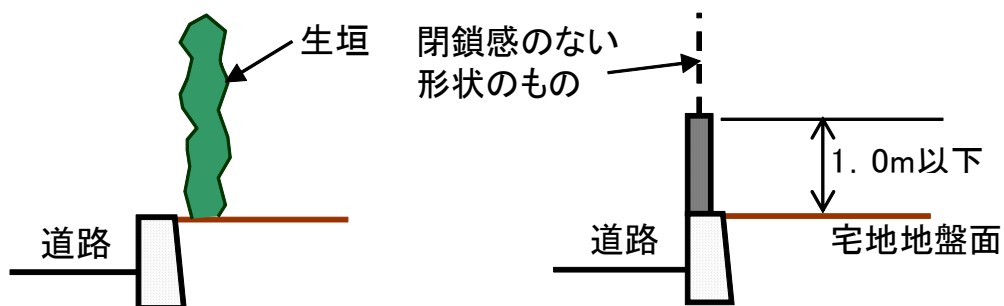 生垣
道路
閉鎖感のない
形状のもの
1．0m以下
道路
宅地地盤面